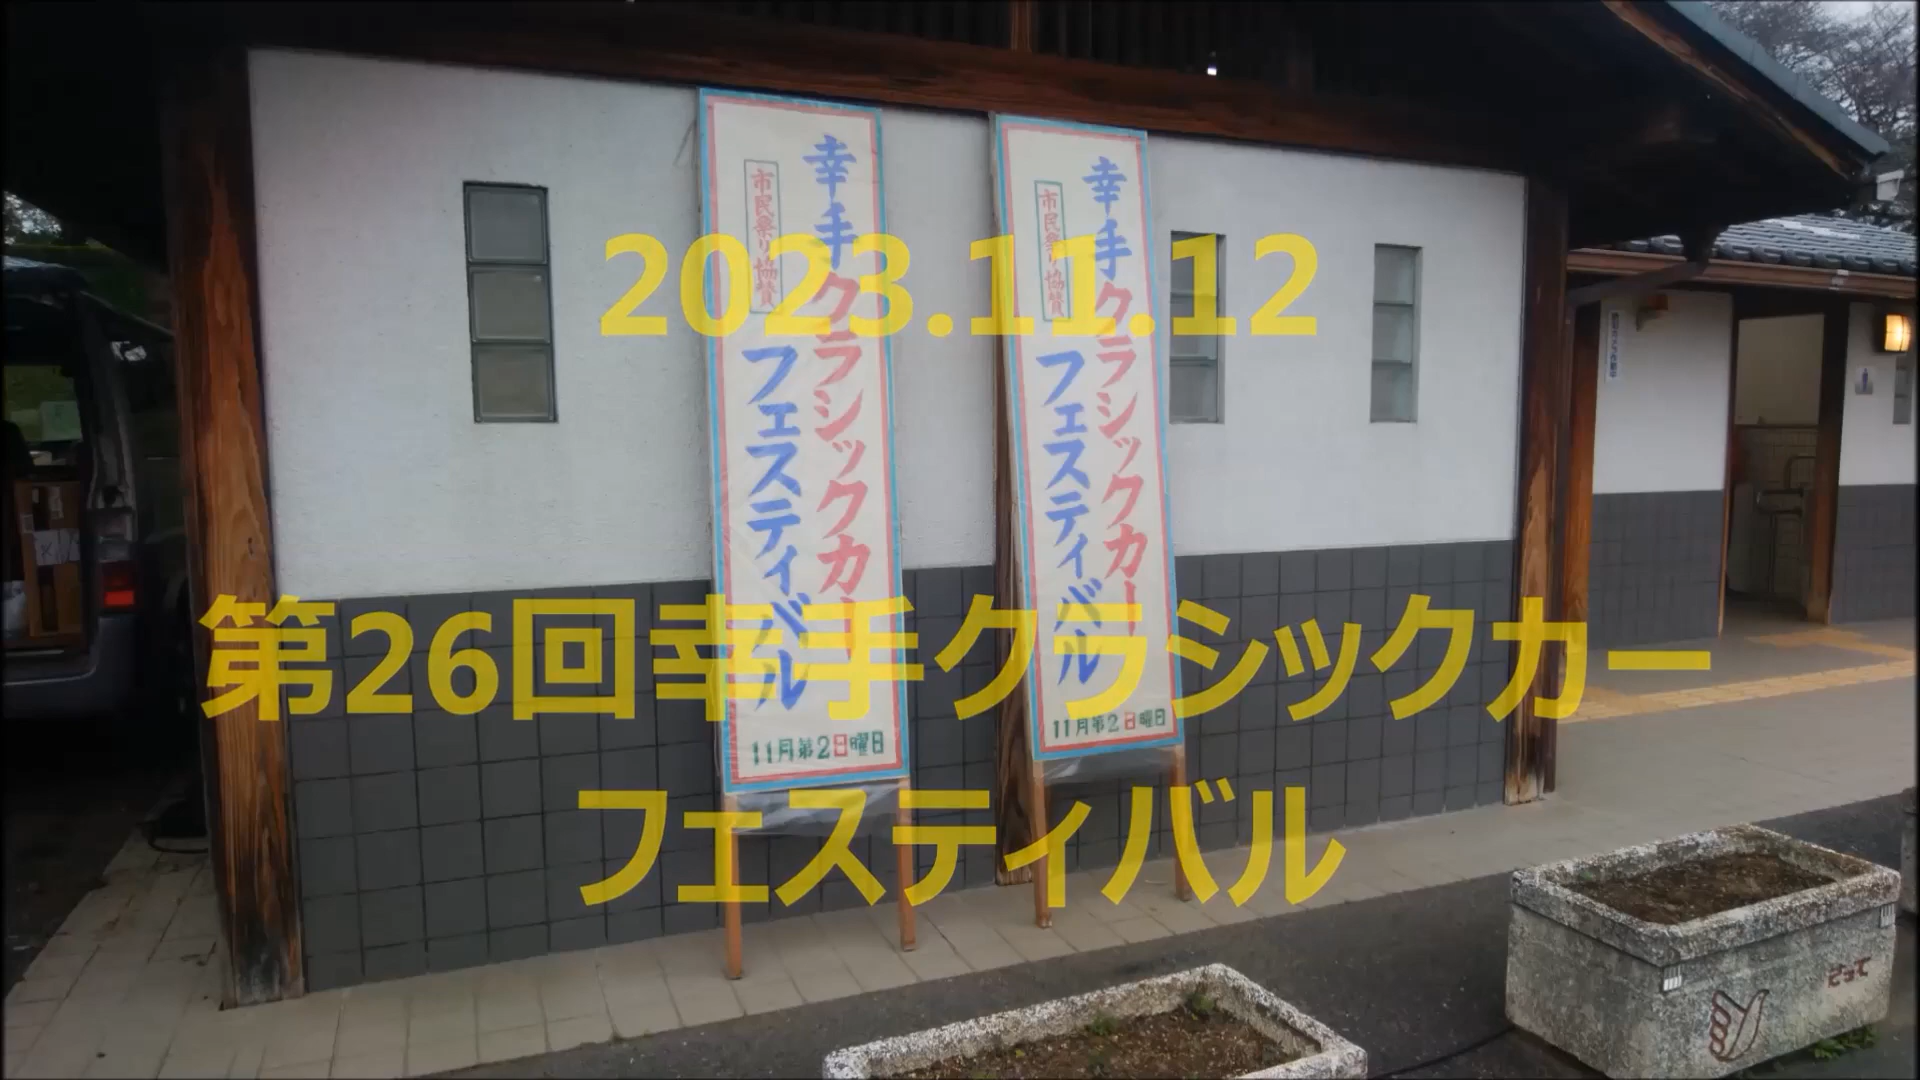 2023.11.12
第26回幸手クラシックカー
フェスティバル
市民祭り協賛
幸手クラシックカー
フェスティバル
11月第2日曜日
市民祭り協賛
幸手クラシックカー
フェスティバル
11月第2日曜日
さって